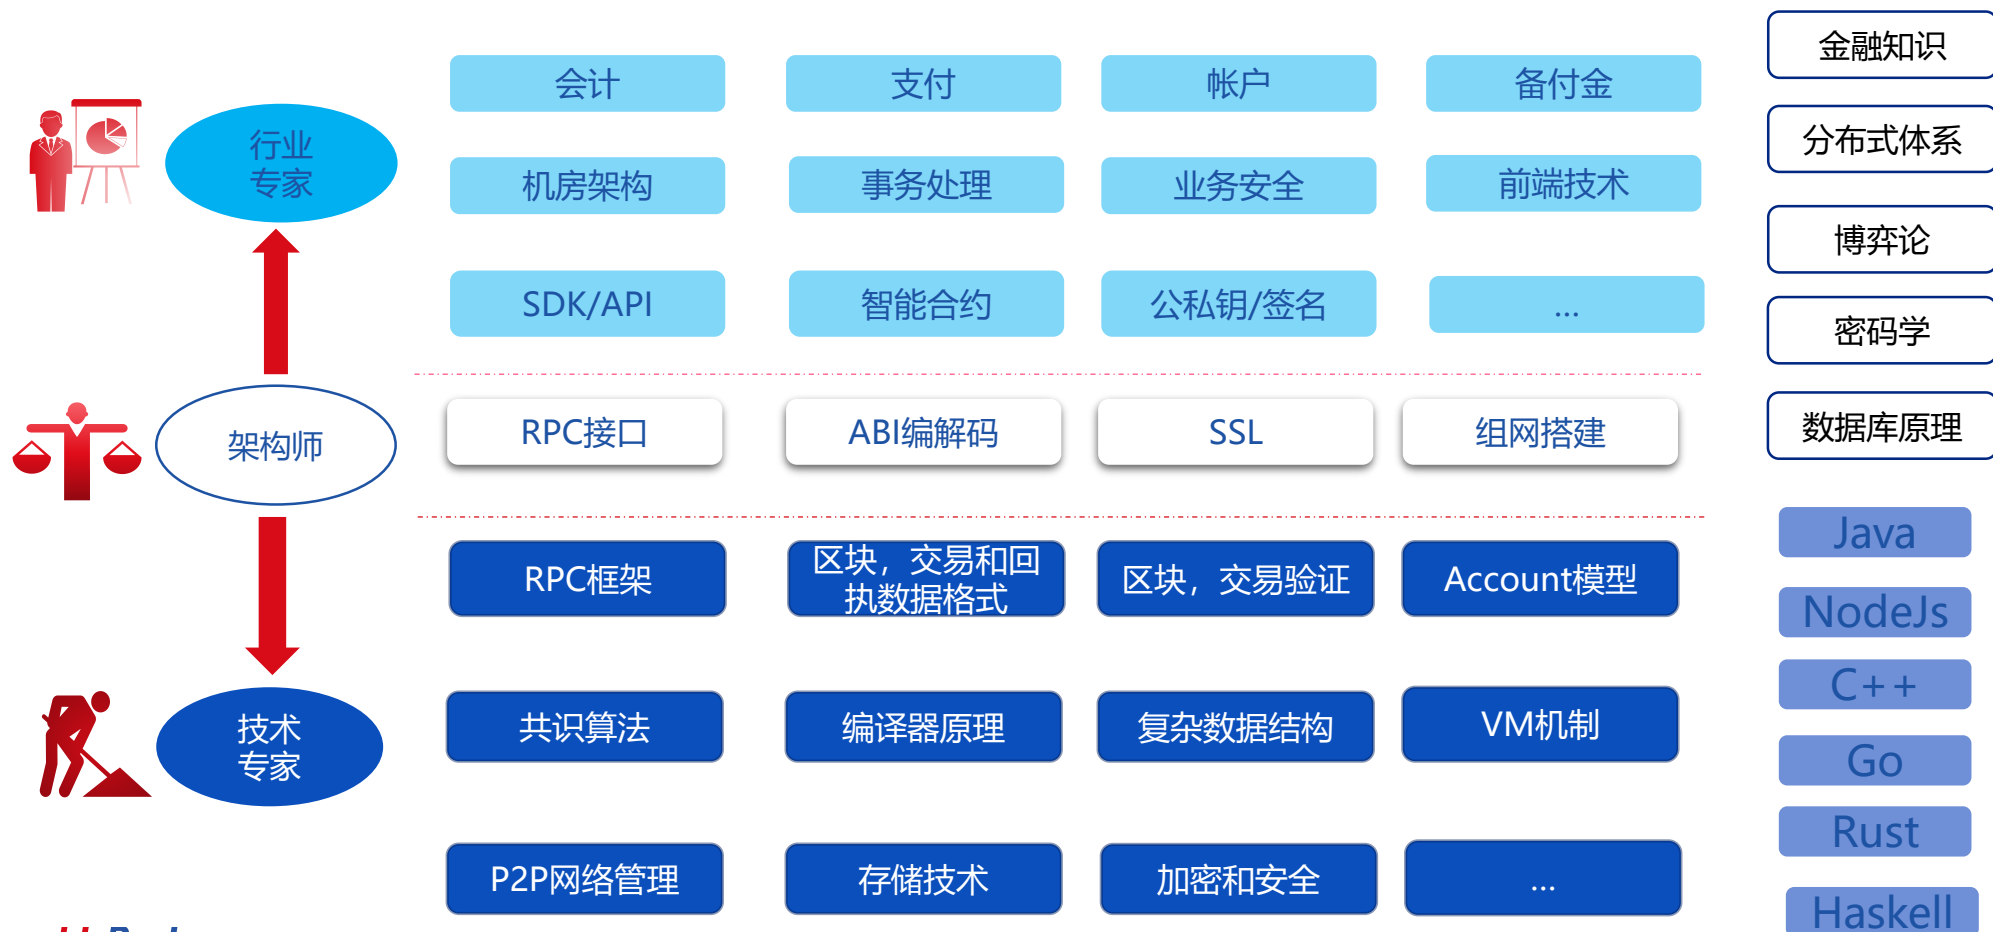 会计
支付
帐户
备付金
金融知识
行业
专家
机房架构
事务处理
业务安全
前端技术
分布式体系
博弈论
SDK/API
智能合约
公私钥/签名
...
密码学
架构师
RPC接口
ABI编解码
SSL
组网搭建
数据库原理
Java
RPC框架
区块，交易和回
执数据格式
区块，交易验证
Account模型
NodeJs
技术
专家
共识算法
编译器原理
复杂数据结构
VM机制
C++
Go
Rust
P2P网络管理
存储技术
加密和安全
...
Haskell